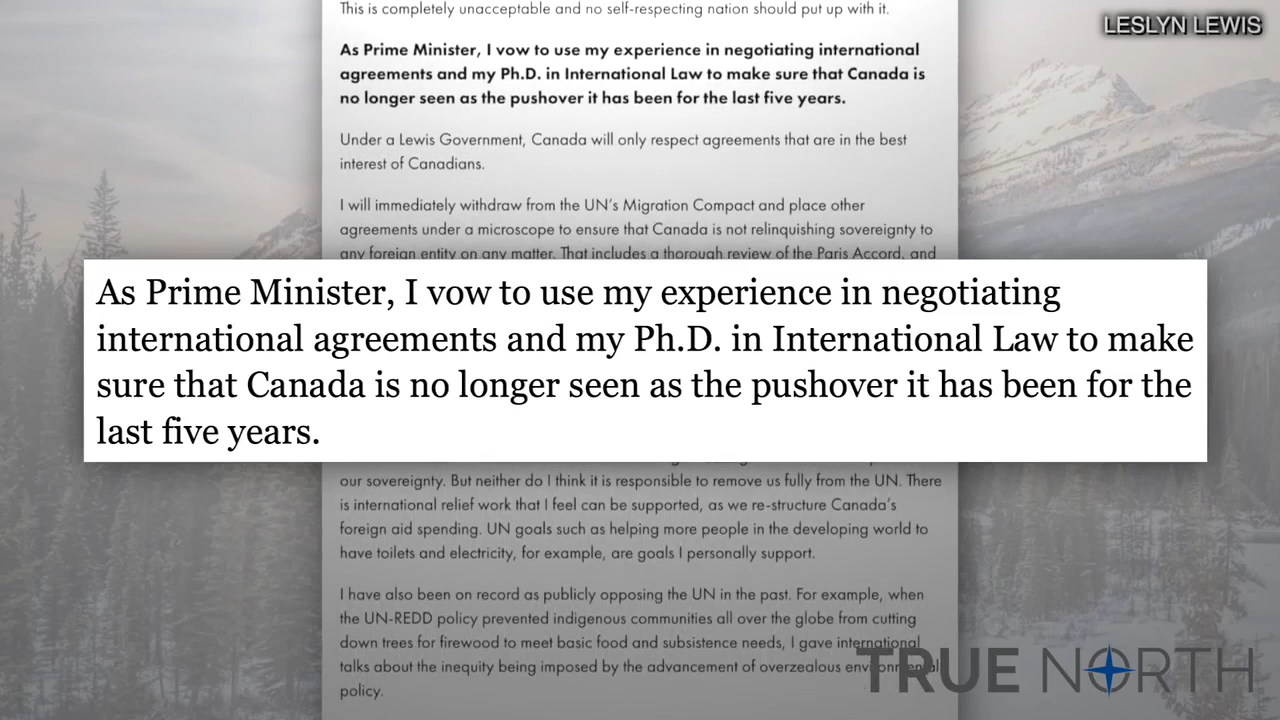 This is completely unacceptable and no self-respecting nation should put up with it.
LESLYN LEWIS
As Prime Minister, I vow to use my experience in negotiating international
agreements and my Ph.D. in International Law to make sure that Canada is
no longer seen as the pushover it has been for the last five years.
Under a Lewis Government, Canada will only respect agreements that are in the best
interest of Canadians.
I will immediately withdraw from the UN's Migration Compact and place other
agreements under a microscope to ensure that Canada is not relinquishing sovereignty to
any foreign entity on any matter. That includes a thorough review of the Paris Accord, and
As Prime Minister, I vow to use my experience in negotiating
international agreements and my Ph.D. in International Law to make
sure that Canada is no longer seen as the pushover it has been for the
last five years.
our sovereignty. But neither do I think it is responsible to remove us fully from the UN. There
is international relief work that I feel can be supported, as we re-structure Canada's
foreign aid spending. UN goals such as helping more people in the developing world to
have toilets and electricity, for example, are goals I personally support.
I have also been on record as publicly opposing the UN in the past. For example, when
the UN-REDD policy prevented indigenous communities all over the globe from cutting
down trees for firewood to meet basic food and subsistence needs, I gave international
talks about the inequity being imposed by the advancement of overzealous environmental
policy.
TRUE NORTH